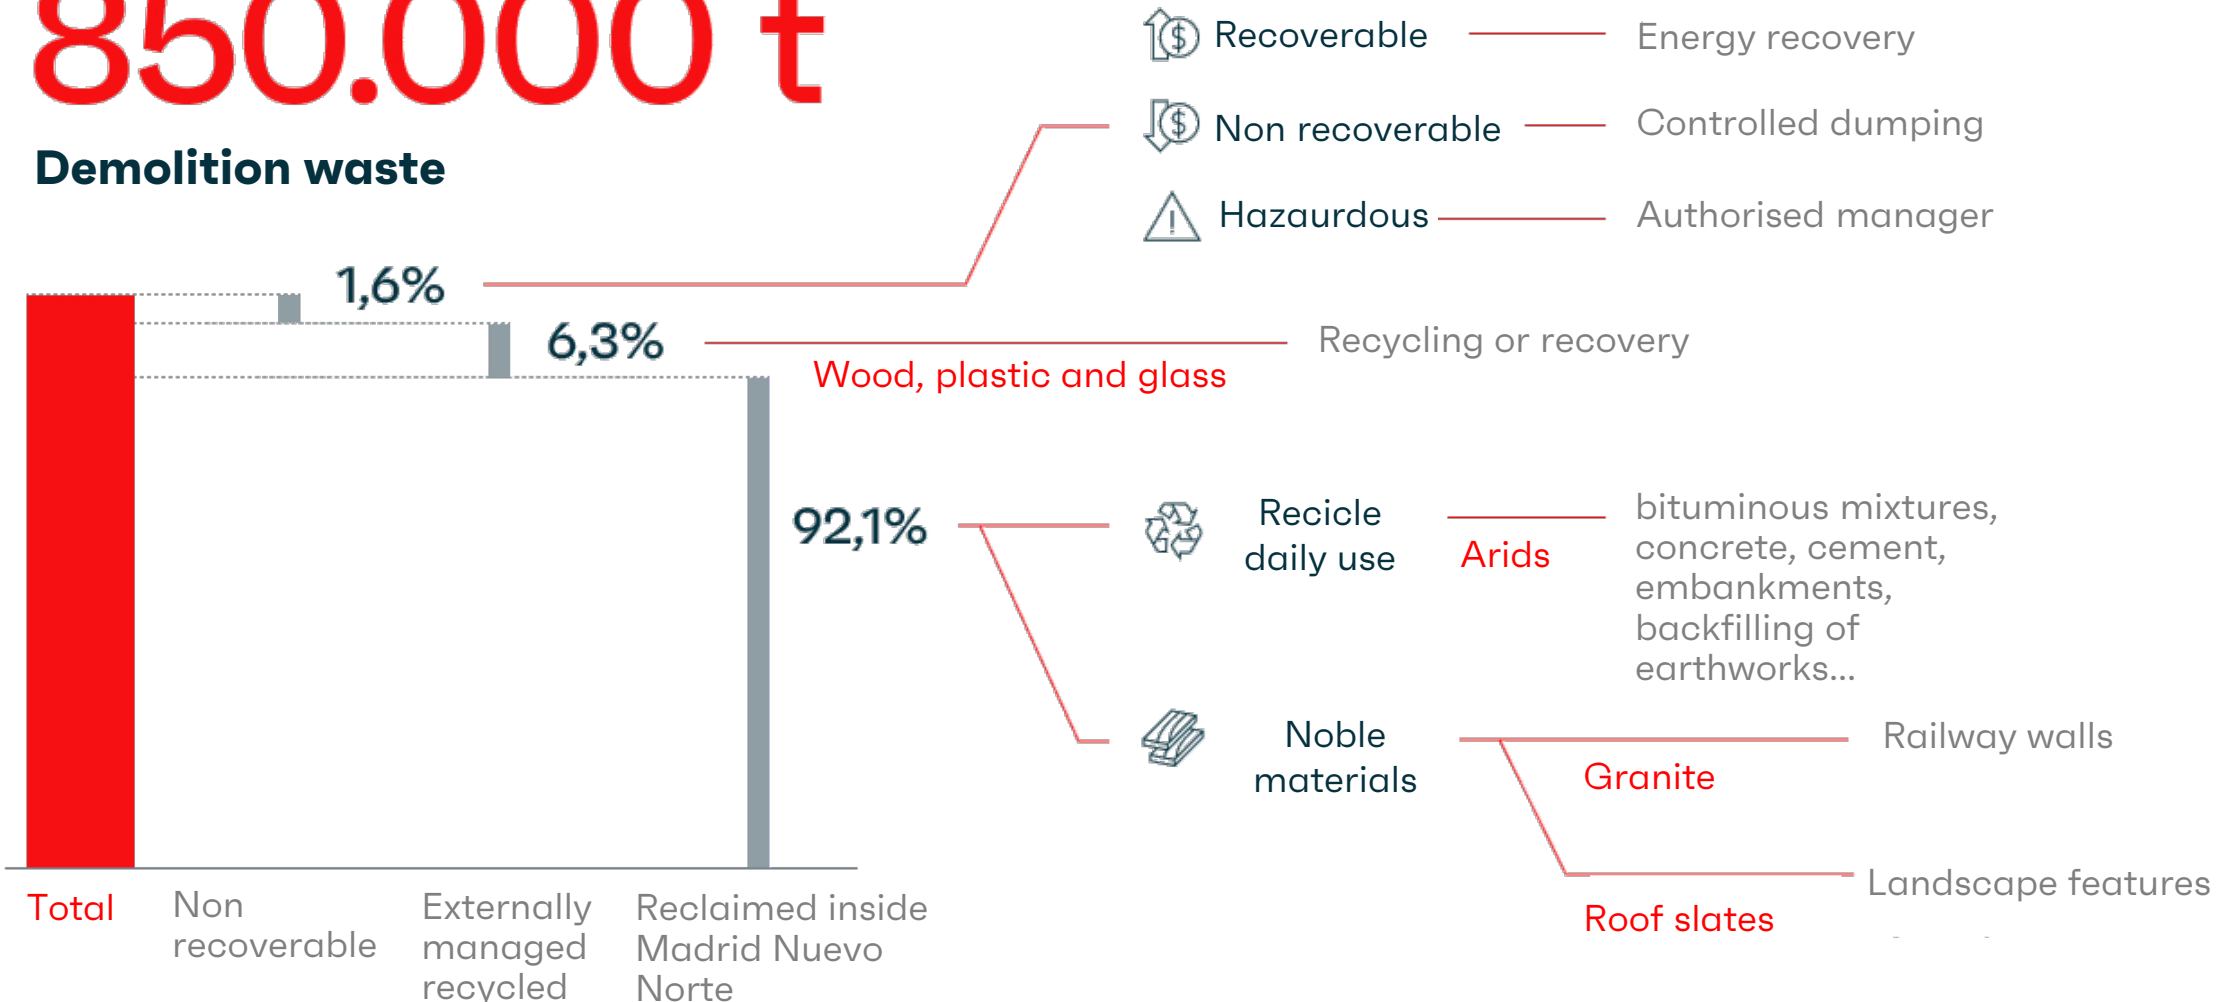 850.000 t
Demolition waste
Recoverable
Energy recovery
Non recoverable
Controlled dumping
Hazaurdous
Authorised manager
1,6%
6,3%
Recycling or recovery
Wood, plastic and glass
92,1%
Recicle
daily use
Arids
bituminous mixtures,
concrete, cement,
embankments,
backfilling of
earthworks...
Noble
materials
Granite
Railway walls
Roof slates
Landscape features
Total
Non
recoverable
Externally
managed
recycled
Reclaimed inside
Madrid Nuevo
Norte